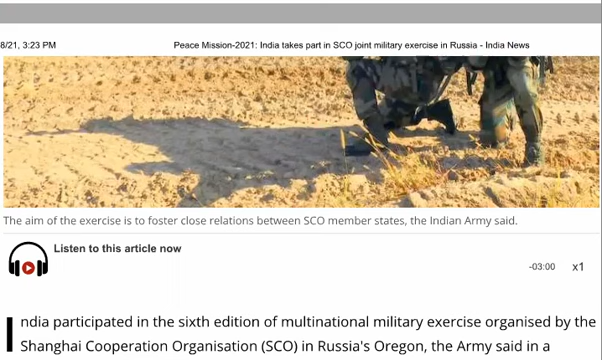 8/21, 3:23 PM Peace Mission-2021: India takes part in SCO joint military exercise in Russia - India News
The aim of the exercise is to foster close relations between SCO member states, the Indian Army said.
Listen to this article now
-03:00 x1
India participated in the sixth edition of multinational military exercise organised by the
Shanghai Cooperation Organisation (SCO) in Russia's Oregon, the Army said in a